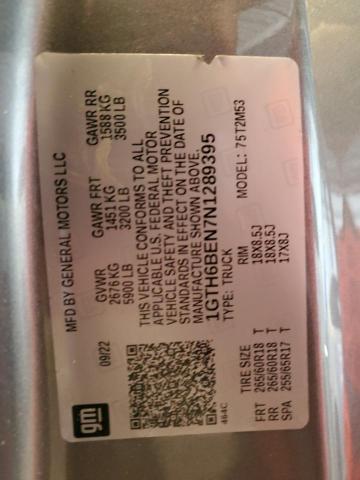 MFD BY GENERAL MOTORS LLC
gm
09/22
GVWR GAWR FRT GAWR RR
2676 KG 1451 KG 1588 KG
5900 LB 3200 LB 3500 LB
THIS VEHICLE CONFORMS TO ALL
APPLICABLE U.S. FEDERAL MOTOR
VEHICLE SAFETY AND THEFT PREVENTION
STANDARDS IN EFFECT ON THE DATE OF
MANUFACTURE SHOWN ABOVE.
1GTH6BEN7N1289395
464C
TYPE: TRUCK MODEL: 75T2M53
TIRE SIZE RIM
FRT 265/60R18 T 18X8.5J
RR 265/60R18 T 18X8.5J
SPA 255/65R17 T 17X8J